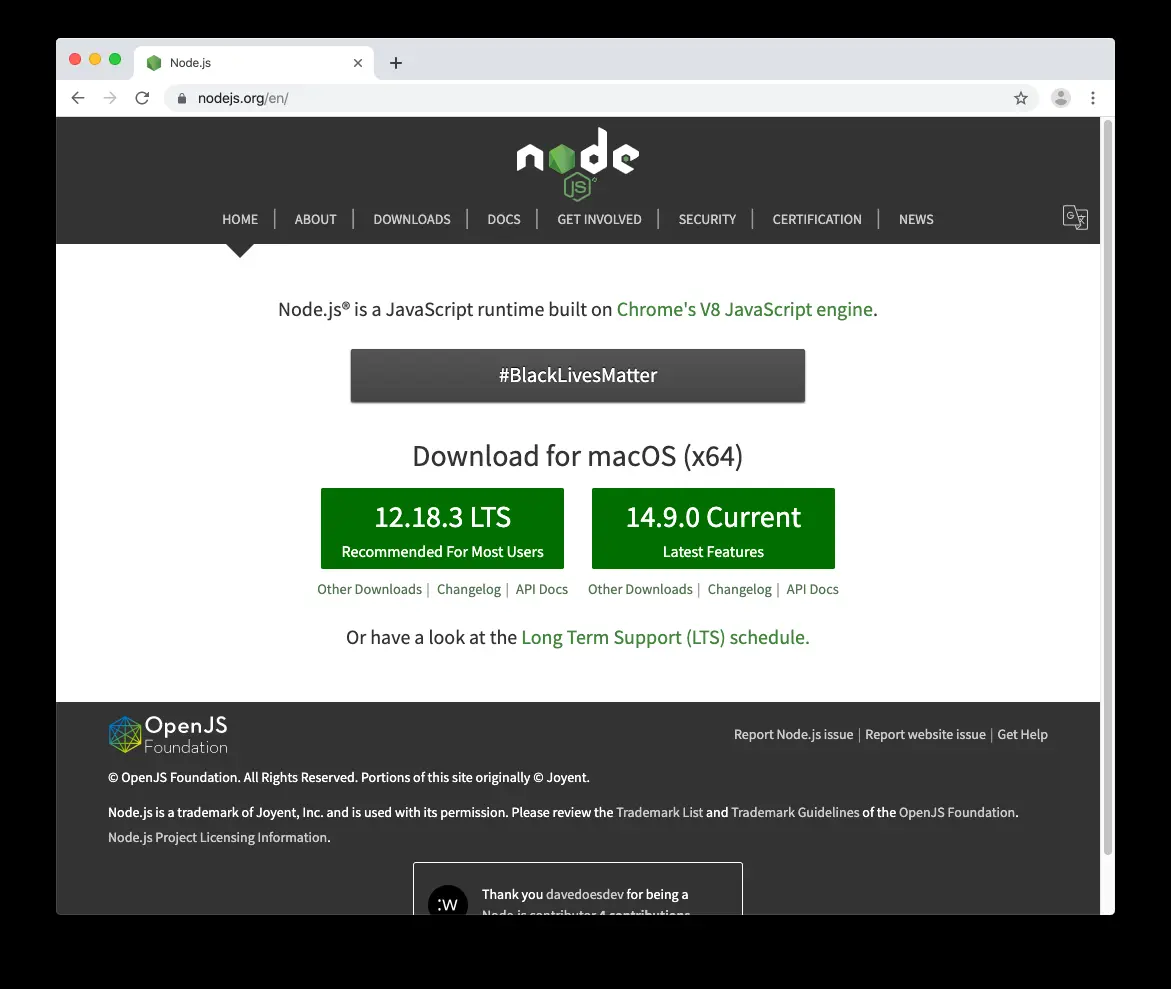 Node.js
nodejs.org/en/
node
JS
HOME | ABOUT | DOWNLOADS | DOCS | GET INVOLVED | SECURITY | CERTIFICATION | NEWS
Node.js® is a JavaScript runtime built on Chrome's V8 JavaScript engine.
#BlackLivesMatter
Download for macOS (x64)
12.18.3 LTS
Recommended For Most Users
14.9.0 Current
Latest Features
Other Downloads | Changelog | API Docs
Other Downloads | Changelog | API Docs
Or have a look at the Long Term Support (LTS) schedule.
OpenJS
Foundation
Report Node.js issue | Report website issue | Get Help
© OpenJS Foundation. All Rights Reserved. Portions of this site originally © Joyent.
Node.js is a trademark of Joyent, Inc. and is used with its permission. Please review the Trademark List and Trademark Guidelines of the OpenJS Foundation.
Node.js Project Licensing Information.
:W
Thank you davedoesdev for being a
Node.js contributor 4 contributions